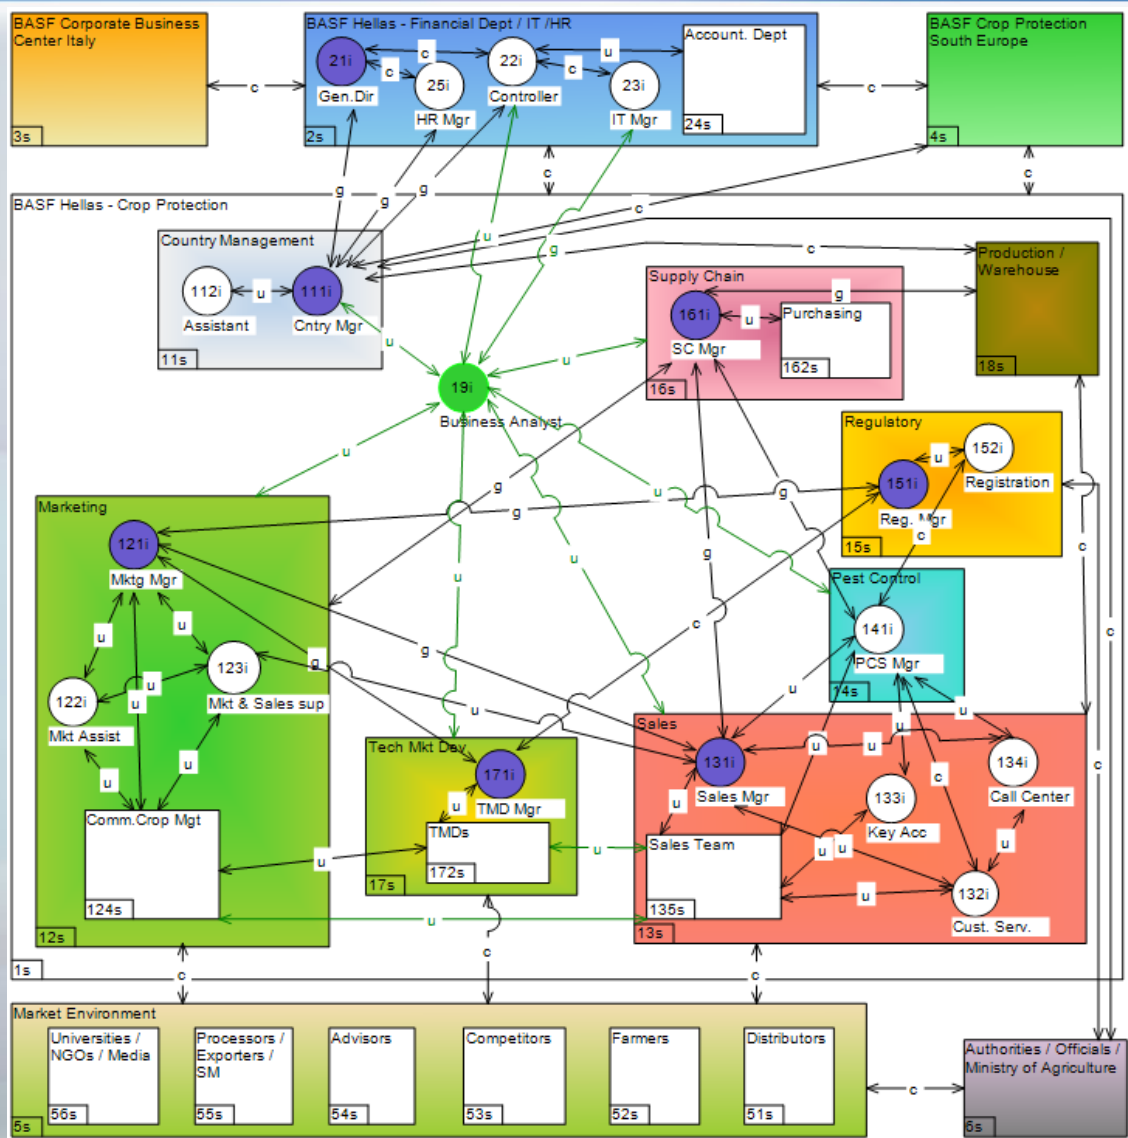 BASF Corporate Business
Center Italy
3s
BASF Hellas - Financial Dept / IT /HR
21i
Gen.Dir
25i
HR Mgr
22i
Controller
23i
IT Mgr
Account. Dept
24s
2s
BASF Crop Protection
South Europe
4s
c
c
c
c
u
c
c
c
c
g
g
g
c
u
g
c
BASF Hellas - Crop Protection
Country Management
112i
Assistant
u
111i
Cntry Mgr
11s
u
19i
Business Analyst
u
u
Supply Chain
161i
SC Mgr
u
g
Purchasing
162s
16s
Production /
Warehouse
18s
Regulatory
151i
Reg. Mgr
u
152i
Registration
15s
c
g
u
g
g
g
u
u
c
c
Marketing
121i
Mktg Mgr
u
u
122i
Mkt Assist
u
u
123i
Mkt & Sales sup
u
u
Comm.Crop Mgt
124s
12s
g
g
c
u
u
Pest Control
141i
PCS Mgr
14s
u
u
u
Tech Mkt Dev
171i
TMD Mgr
u
TMDs
172s
17s
u
u
u
Sales
131i
Sales Mgr
u
u
u
c
134i
Call Center
133i
Key Acc
u
u
u
u
132i
Cust. Serv.
Sales Team
135s
13s
c
c
1s
c
c
c
Market Environment
Universities /
NGOs / Media
56s
Processors /
Exporters /
SM
55s
Advisors
54s
Competitors
53s
Farmers
52s
Distributors
51s
5s
c
Authorities / Officials /
Ministry of Agriculture
6s